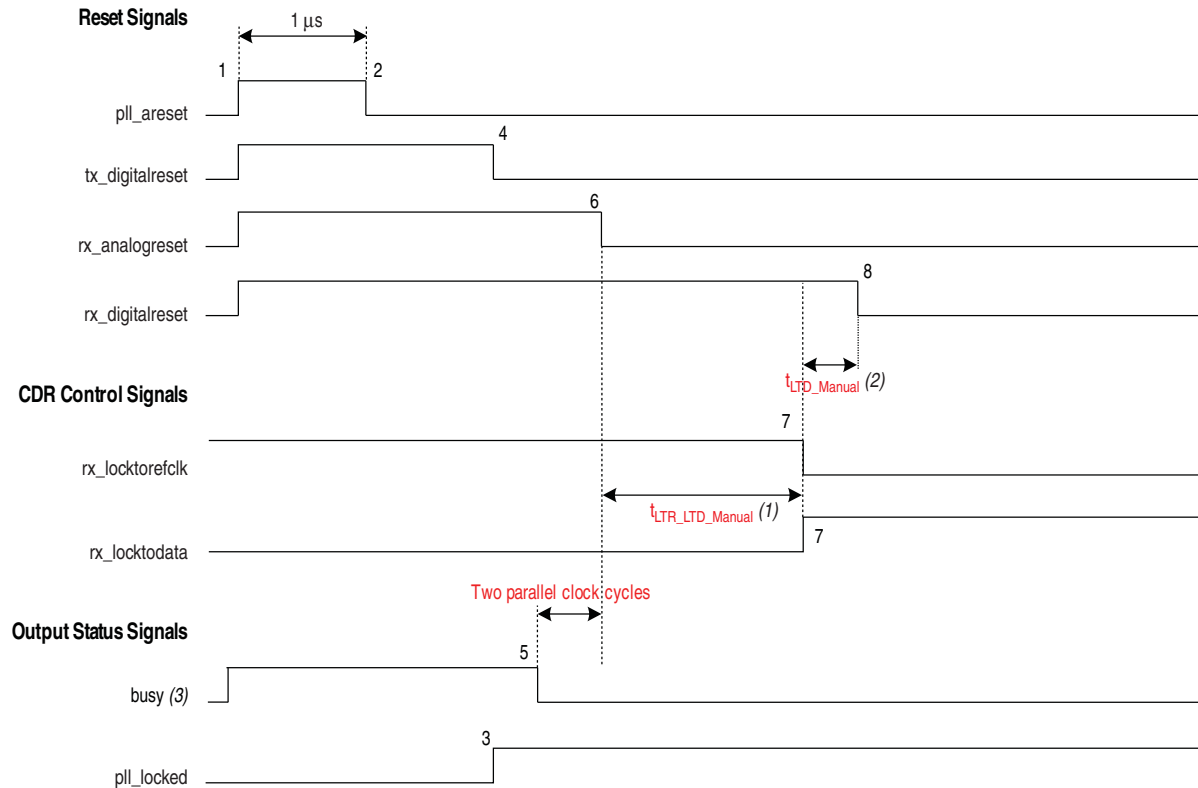 Reset Signals
1 μs
1 2
pll_areset
4
tx_digitalreset
6
rx_analogreset
8
rx_digitalreset
tLTD_Manual (2)
CDR Control Signals
7
rx_locktorefclk
tLTR_LTD_Manual (1)
7
rx_locktodata
Two parallel clock cycles
Output Status Signals
5
busy (3)
3
pll_locked